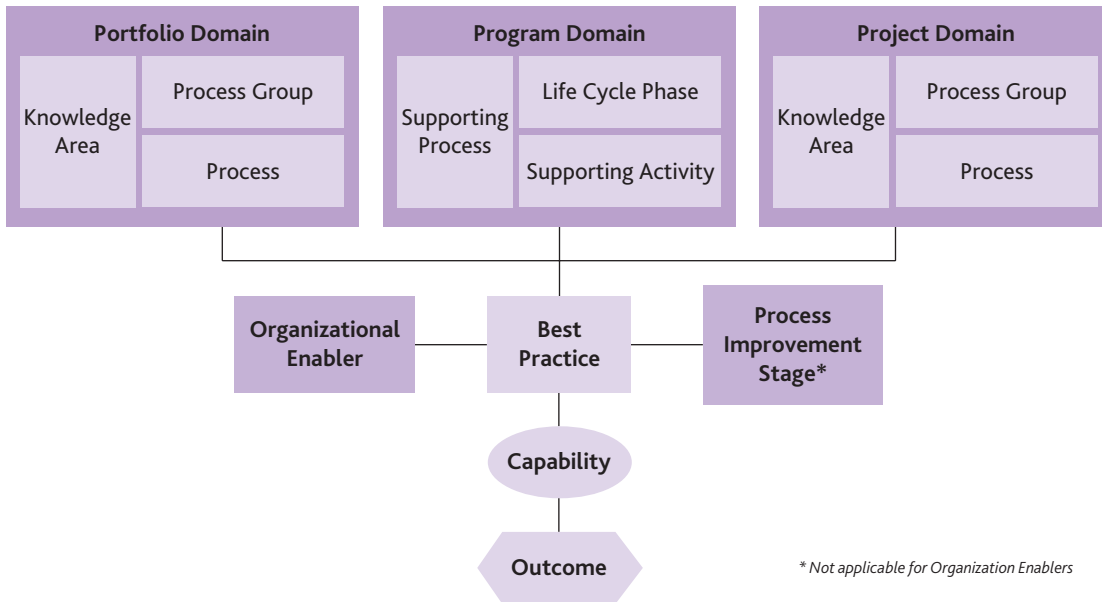 Portfolio Domain
Knowledge
Area
Process Group
Process
Program Domain
Supporting
Process
Life Cycle Phase
Supporting Activity
Project Domain
Knowledge
Area
Process Group
Process
Organizational
Enabler
Best
Practice
Process
Improvement
Stage*
Capability
Outcome
* Not applicable for Organization Enablers